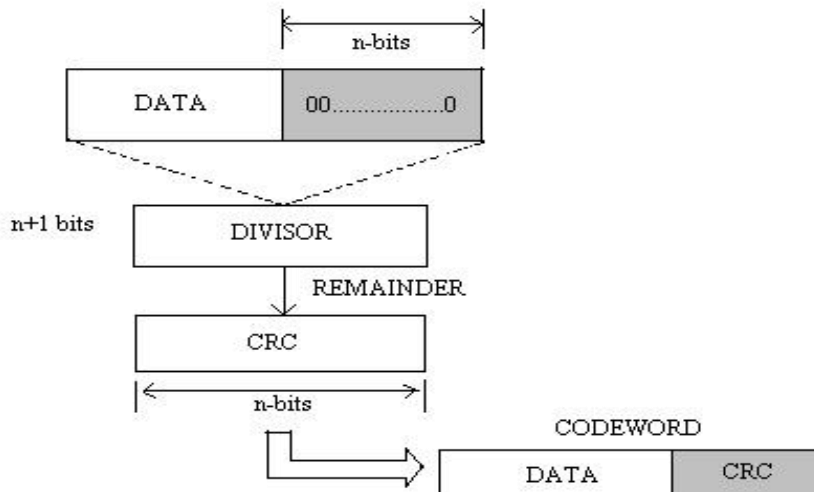 n-bits
DATA 00..................0
n+1 bits
DIVISOR
REMAINDER
CRC
n-bits
CODEWORD
DATA CRC